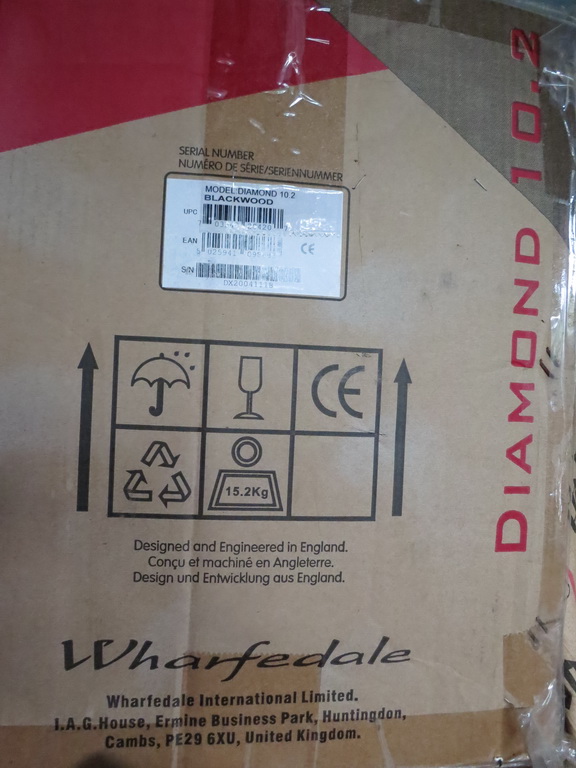 SERIAL NUMBER
NUMÉRO DE SÉRIE/SERIENNUMMER
MODEL:DIAMOND 10.2
BLACKWOOD
UPC
EAN
S/N
DX20041119
CE
CE
15.2Kg
Designed and Engineered in England.
Conçu et machiné en Angleterre.
Design und Entwicklung aus England.
Wharfedale
Wharfedale International Limited.
I.A.G.House, Ermine Business Park, Huntingdon,
Cambs, PE29 6XU, United Kingdom.
DIAMOND 10.2